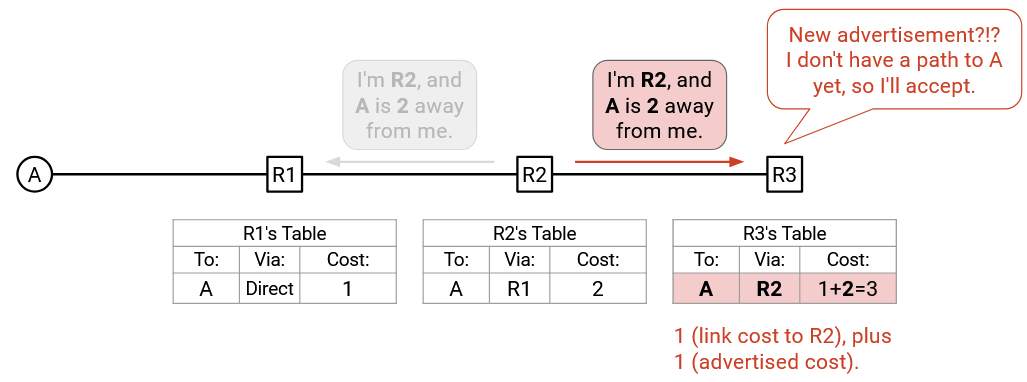 New advertisement?!?
I don't have a path to A
yet, so I'll accept.
I'm R2, and
A is 2 away
from me.
I'm R2, and
A is 2 away
from me.
A
R1
R2
R3
R1's Table
To: Via: Cost:
A Direct 1
R2's Table
To: Via: Cost:
A R1 2
R3's Table
To: Via: Cost:
A R2 1+2=3
1 (link cost to R2), plus
1 (advertised cost).